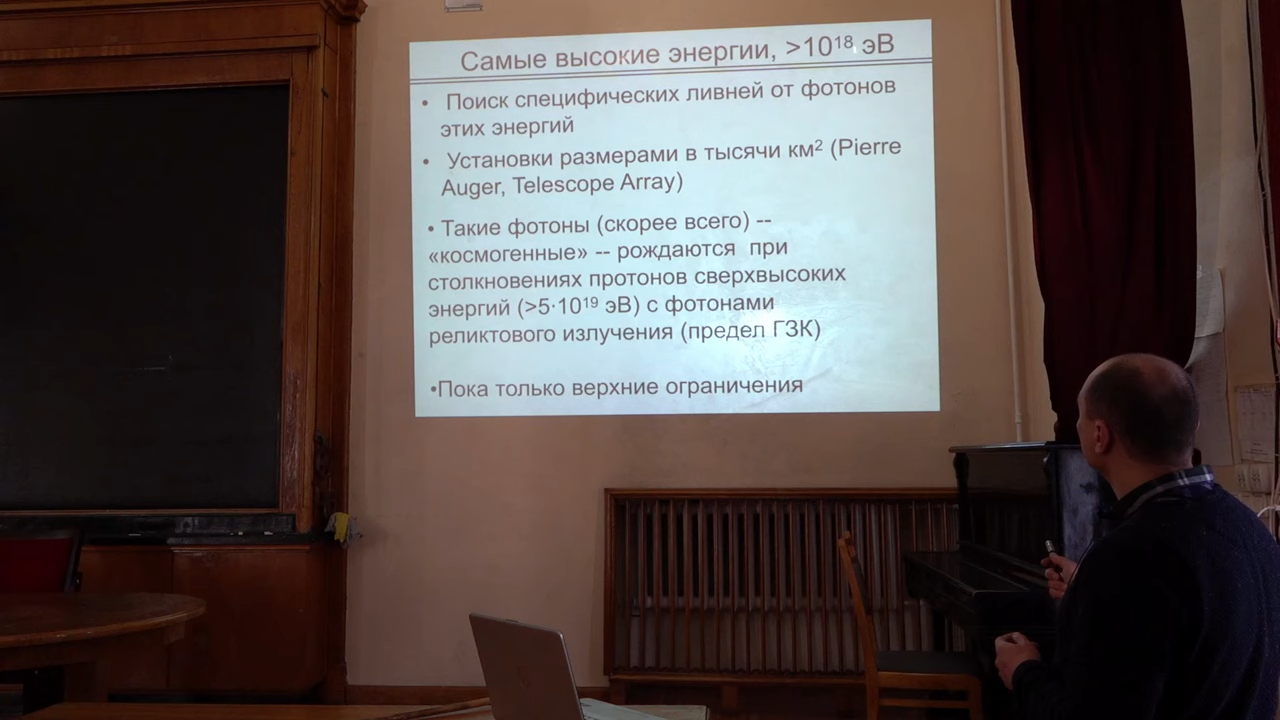 Самые высокие энергии, >10¹⁸ эВ
• Поиск специфических ливней от фотонов
этих энергий
• Установки размерами в тысячи км² (Pierre
Auger, Telescope Array)
• Такие фотоны (скорее всего) --
«космогенные» -- рождаются при
столкновениях протонов сверхвысоких
энергий (>5·10¹⁹ эВ) с фотонами
реликтового излучения (предел ГЗК)
•Пока только верхние ограничения